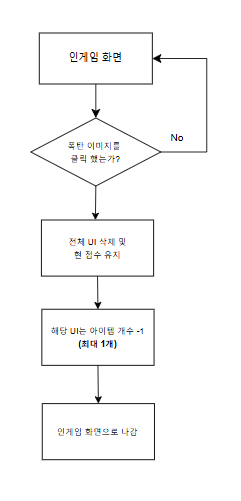 인게임 화면
폭탄 이미지를
클릭 했는가?
No
전체 UI 삭제 및
현 점수 유지
해당 UI는 아이템 개수 -1
(최대 1개)
인게임 화면으로 나감